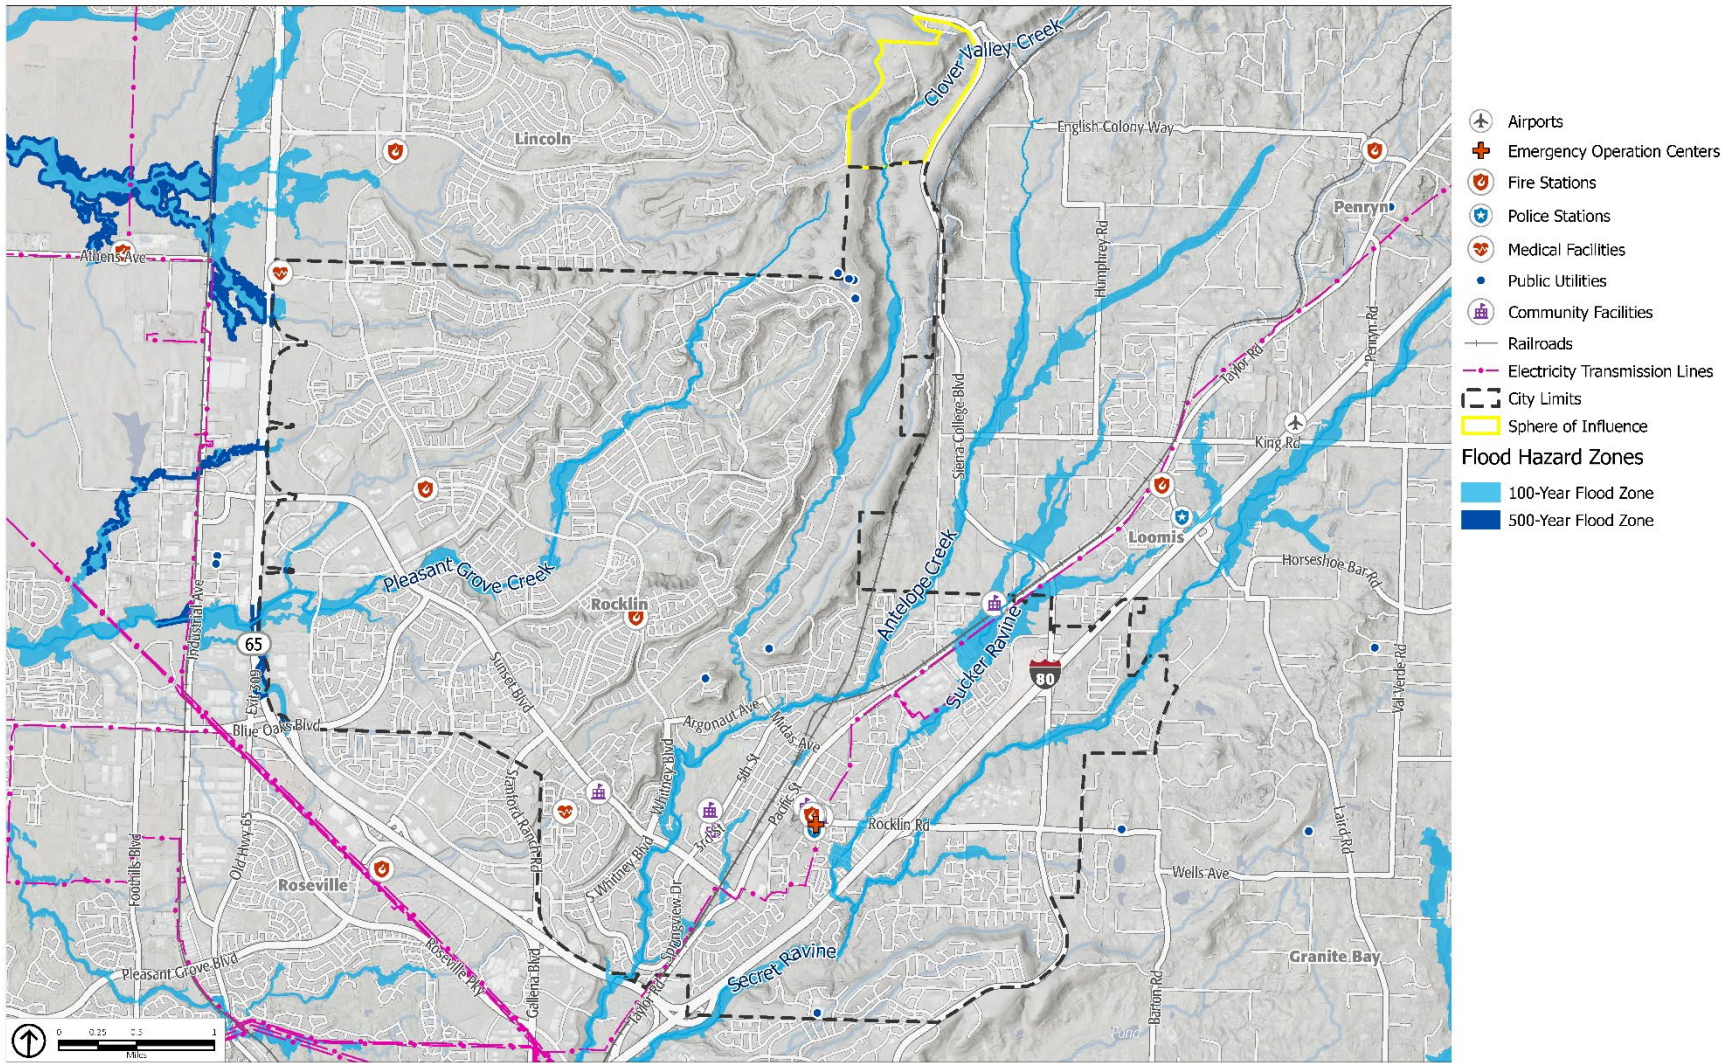 Clover Valley Creek
English Colony Way
Lincoln
Penryn
Athens Ave
Humphrey Rd
Penryn Rd
Taylor Rd
Sierra College Blvd
King Rd
Loomis
Horseshoe Bar Rd
Pleasant Grove Creek
Antelope Creek
Rocklin
Industrial Ave
65
Sucker Ravine
80
Val Verde Rd
Exit 309
Sunset Blvd
Blue Oaks Blvd
Argonaut Ave
Midas Ave
Whitney Blvd
5th St
Stanford Ranch Rd
Pacific St
3rd St
Rocklin Rd
Laird Rd
Foothills Blvd
Old Hwy 65
Roseville
S Whitney Blvd
Wells Ave
Springview Dr
Roseville Pkwy
Pleasant Grove Blvd
Gallena Blvd
Taylor Rd
Secret Ravine
Granite Bay
Barton Rd
Pond
0 0.25 0.5 1
Miles
Airports
Emergency Operation Centers
Fire Stations
Police Stations
Medical Facilities
Public Utilities
Community Facilities
Railroads
Electricity Transmission Lines
City Limits
Sphere of Influence
Flood Hazard Zones
100-Year Flood Zone
500-Year Flood Zone